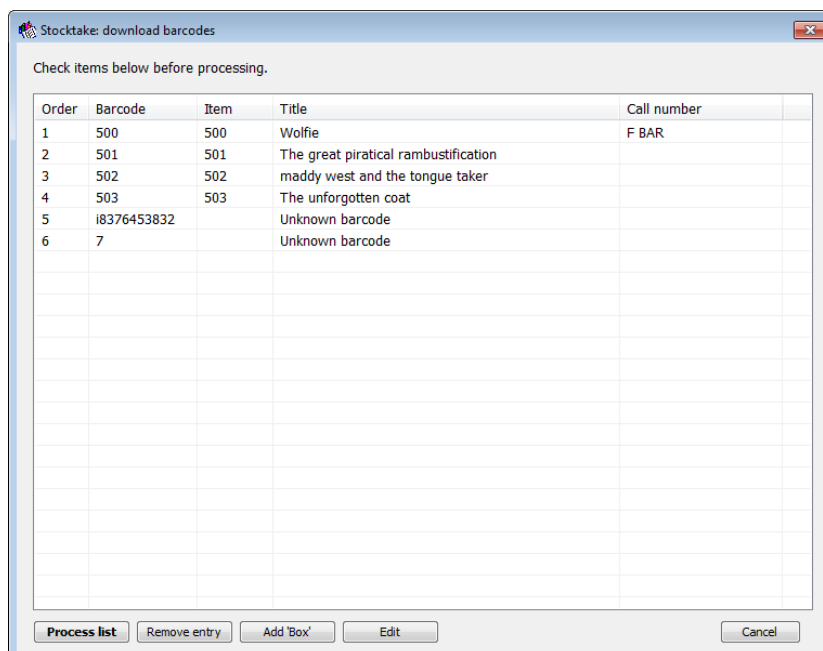 Stocktake: download barcodes
Check items below before processing.
Order Barcode Item Title Call number
1 500 500 Wolfie F BAR
2 501 501 The great piratical rambustification
3 502 502 maddy west and the tongue taker
4 503 503 The unforgotten coat
5 i8376453832 Unknown barcode
6 7 Unknown barcode
Process list Remove entry Add 'Box' Edit Cancel